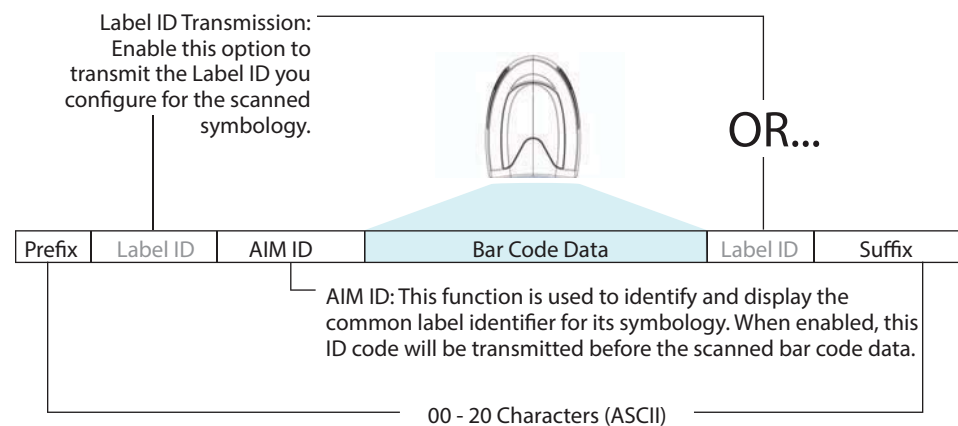 Label ID Transmission:
Enable this option to
transmit the Label ID you
configure for the scanned
symbology.
OR...
Prefix Label ID AIM ID Bar Code Data Label ID Suffix
AIM ID: This function is used to identify and display the
common label identifier for its symbology. When enabled, this
ID code will be transmitted before the scanned bar code data.
00 - 20 Characters (ASCII)